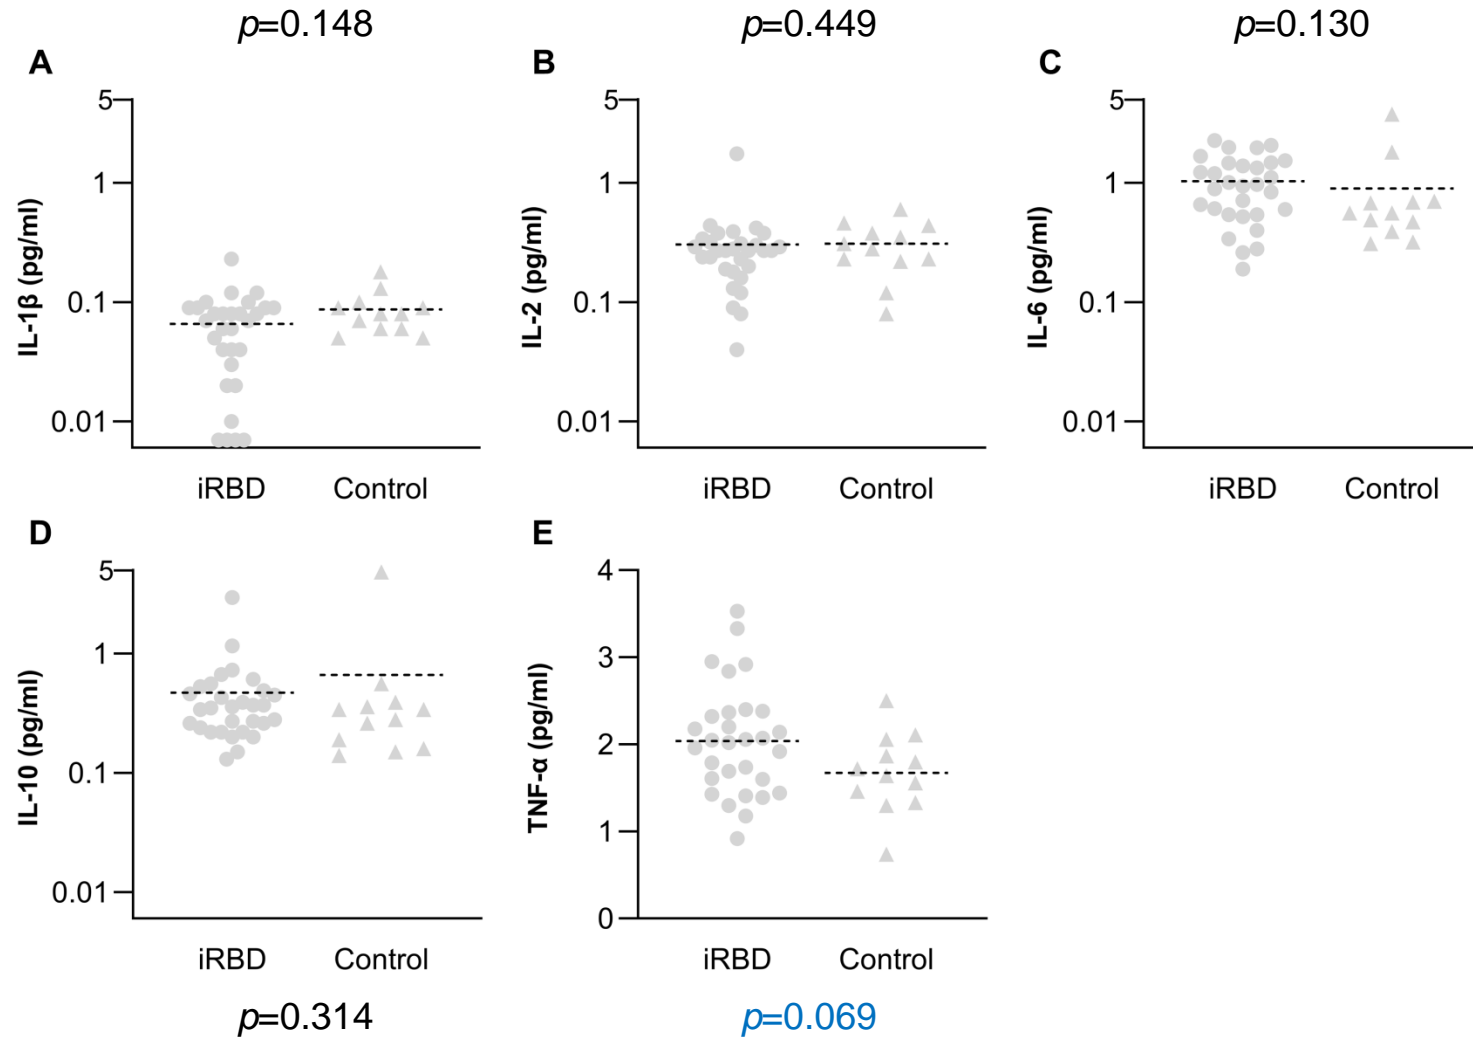 p=0.148
p=0.449
p=0.130
A
B
C
5
1
0.1
0.01
IL-1β (pg/ml)
iRBD
Control
5
1
0.1
0.01
IL-2 (pg/ml)
iRBD
Control
5
1
0.1
0.01
IL-6 (pg/ml)
iRBD
Control
D
E
5
1
0.1
0.01
IL-10 (pg/ml)
iRBD
Control
4
3
2
1
0
TNF-α (pg/ml)
iRBD
Control
p=0.314
p=0.069